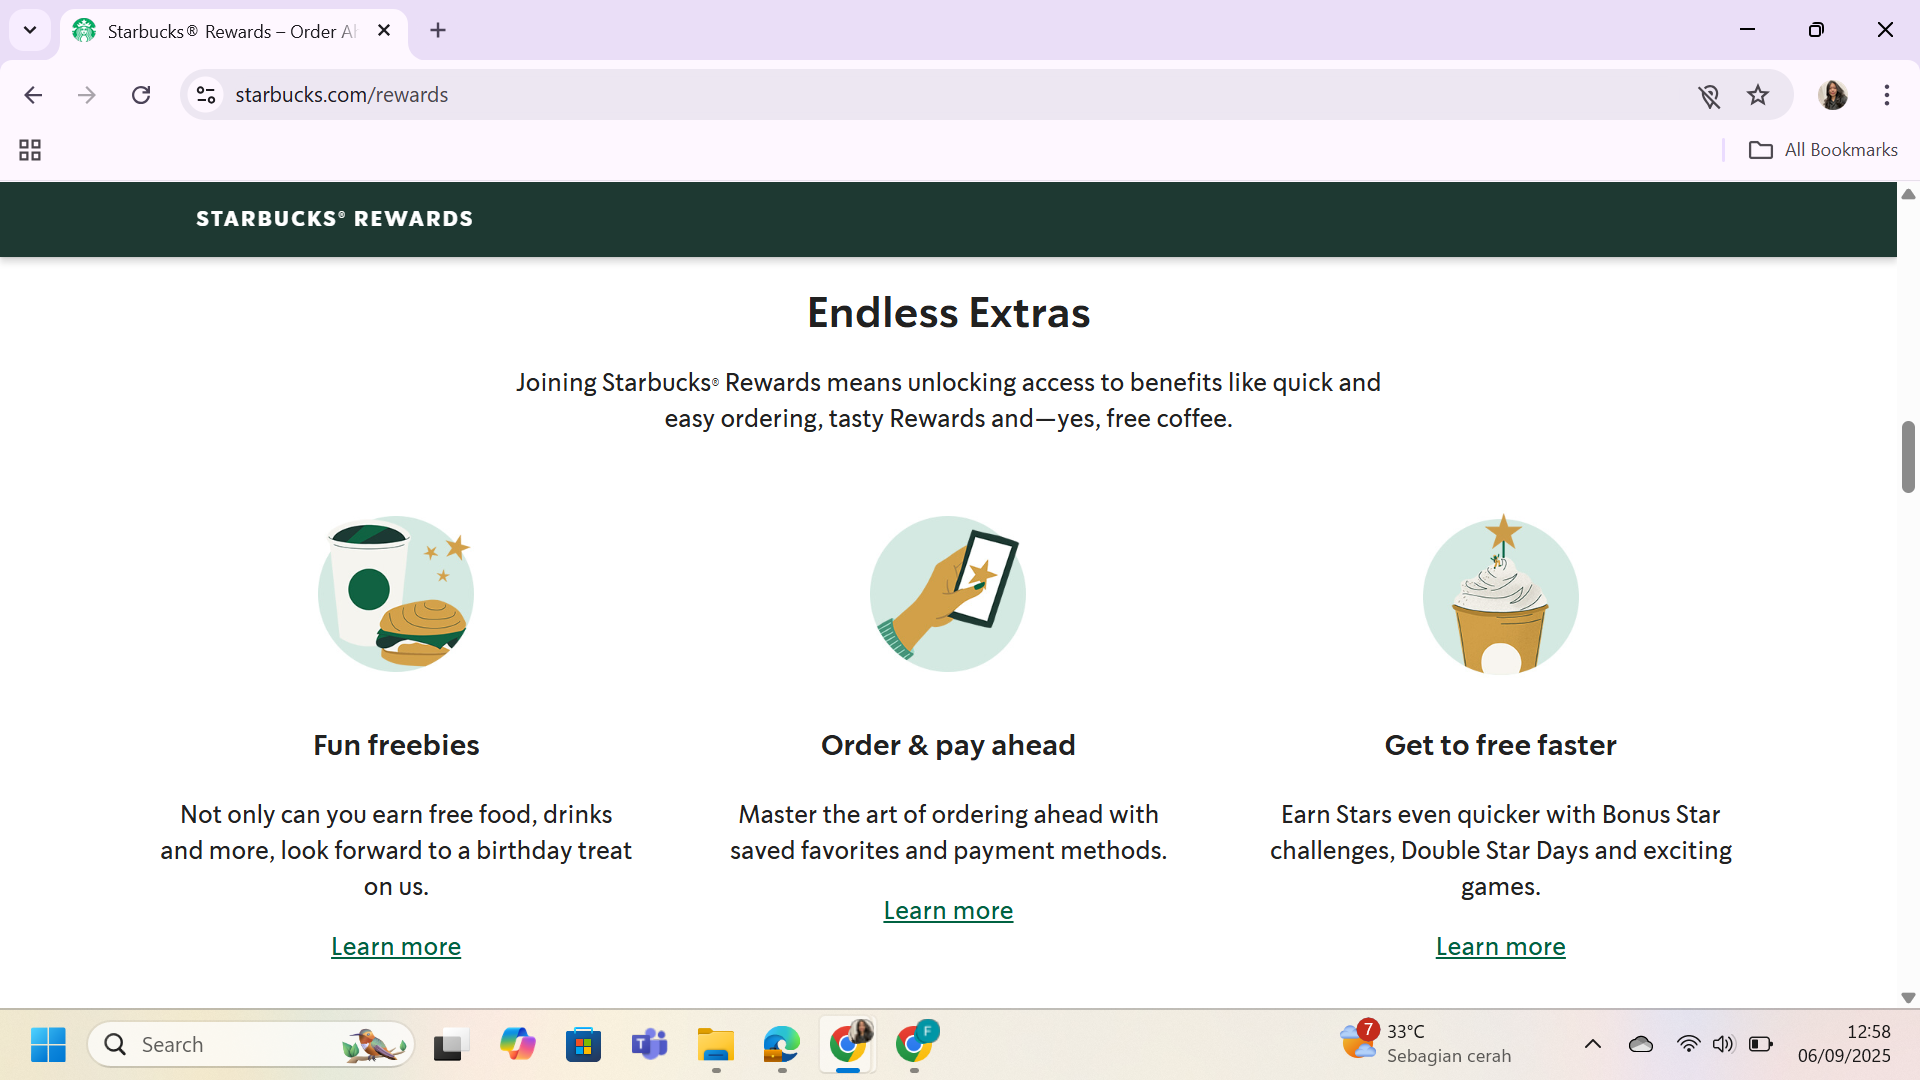 Starbucks® Rewards – Order Ah
starbucks.com/rewards
All Bookmarks
STARBUCKS® REWARDS
Endless Extras
Joining Starbucks® Rewards means unlocking access to benefits like quick and
easy ordering, tasty Rewards and—yes, free coffee.
Fun freebies
Not only can you earn free food, drinks
and more, look forward to a birthday treat
on us.
Learn more
Order & pay ahead
Master the art of ordering ahead with
saved favorites and payment methods.
Learn more
Get to free faster
Earn Stars even quicker with Bonus Star
challenges, Double Star Days and exciting
games.
Learn more
Search
T
F
7
33°C
Sebagian cerah
12:58
06/09/2025